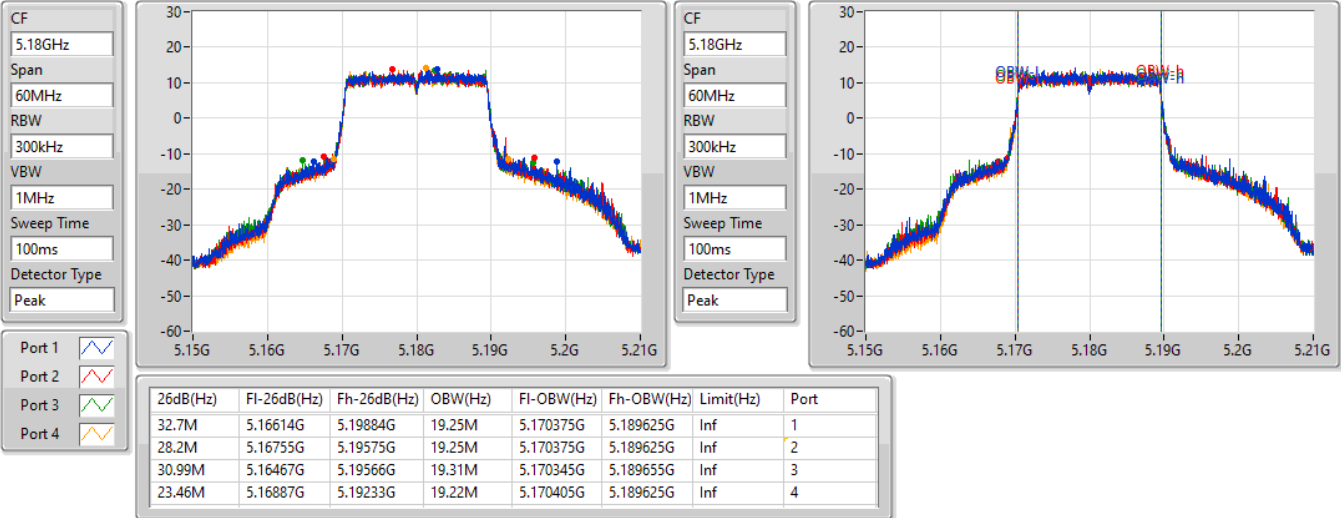 CF
5.18GHz
Span
60MHz
RBW
300kHz
VBW
1MHz
Sweep Time
100ms
Detector Type
Peak
Port 1
Port 2
Port 3
Port 4
30
20
10
0
-10
-20
-30
-40
-50
-60
5.15G 5.16G 5.17G 5.18G 5.19G 5.2G 5.21G
CF
5.18GHz
Span
60MHz
RBW
300kHz
VBW
1MHz
Sweep Time
100ms
Detector Type
Peak
30
20
10
0
-10
-20
-30
-40
-50
-60
OBW-h
5.15G 5.16G 5.17G 5.18G 5.19G 5.2G 5.21G
26dB(Hz) Fl-26dB(Hz) Fh-26dB(Hz) OBW(Hz) Fl-OBW(Hz) Fh-OBW(Hz) Limit(Hz) Port
32.7M 5.16614G 5.19884G 19.25M 5.170375G 5.189625G Inf 1
28.2M 5.16755G 5.19575G 19.25M 5.170375G 5.189625G Inf 2
30.99M 5.16467G 5.19566G 19.31M 5.170345G 5.189655G Inf 3
23.46M 5.16887G 5.19233G 19.22M 5.170405G 5.189625G Inf 4